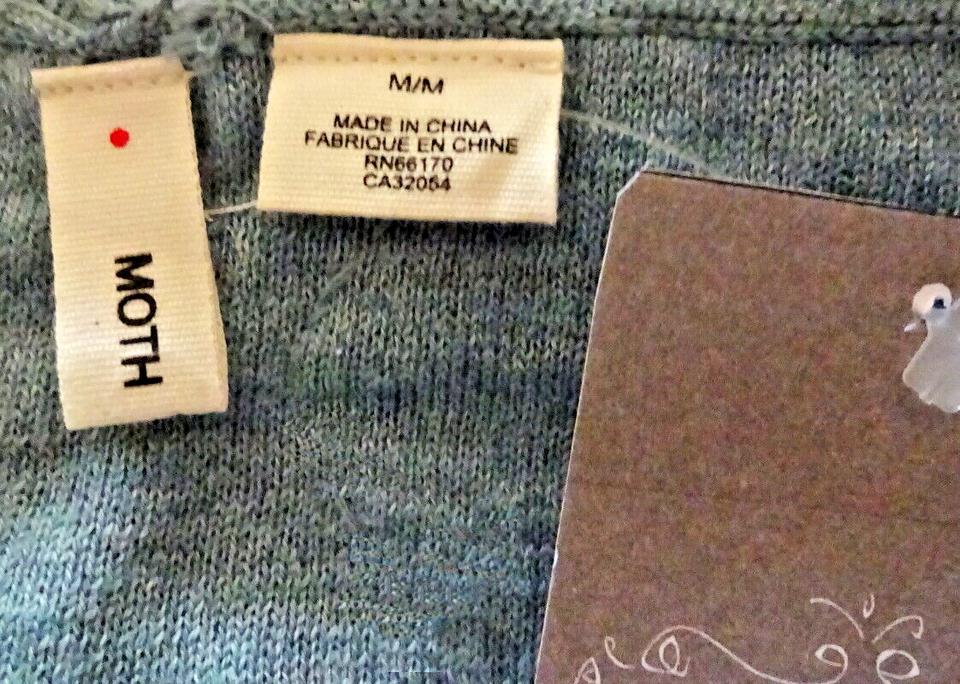 MOTH
M/M
MADE IN CHINA
FABRIQUE EN CHINE
RN66170
CA32054